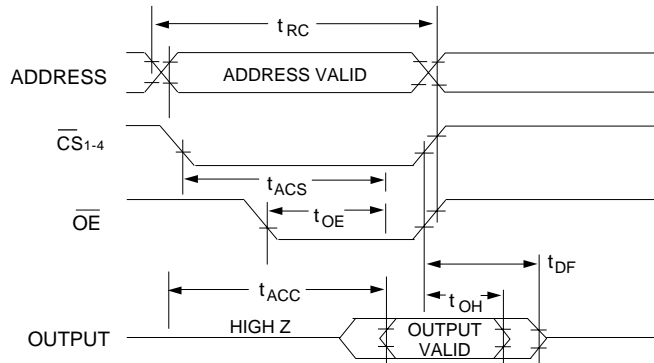 tRC
ADDRESS
ADDRESS VALID
CS1-4
tACS
OE
tOE
tDF
tACC
tOH
OUTPUT
HIGH Z
OUTPUT
VALID